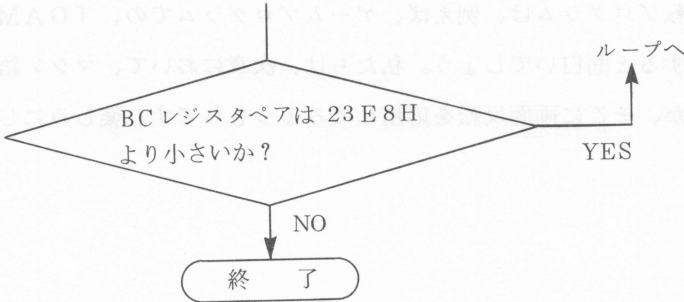 ループへ
BCレジスタペアは 23E8H
より小さいか?
YES
NO
終　了